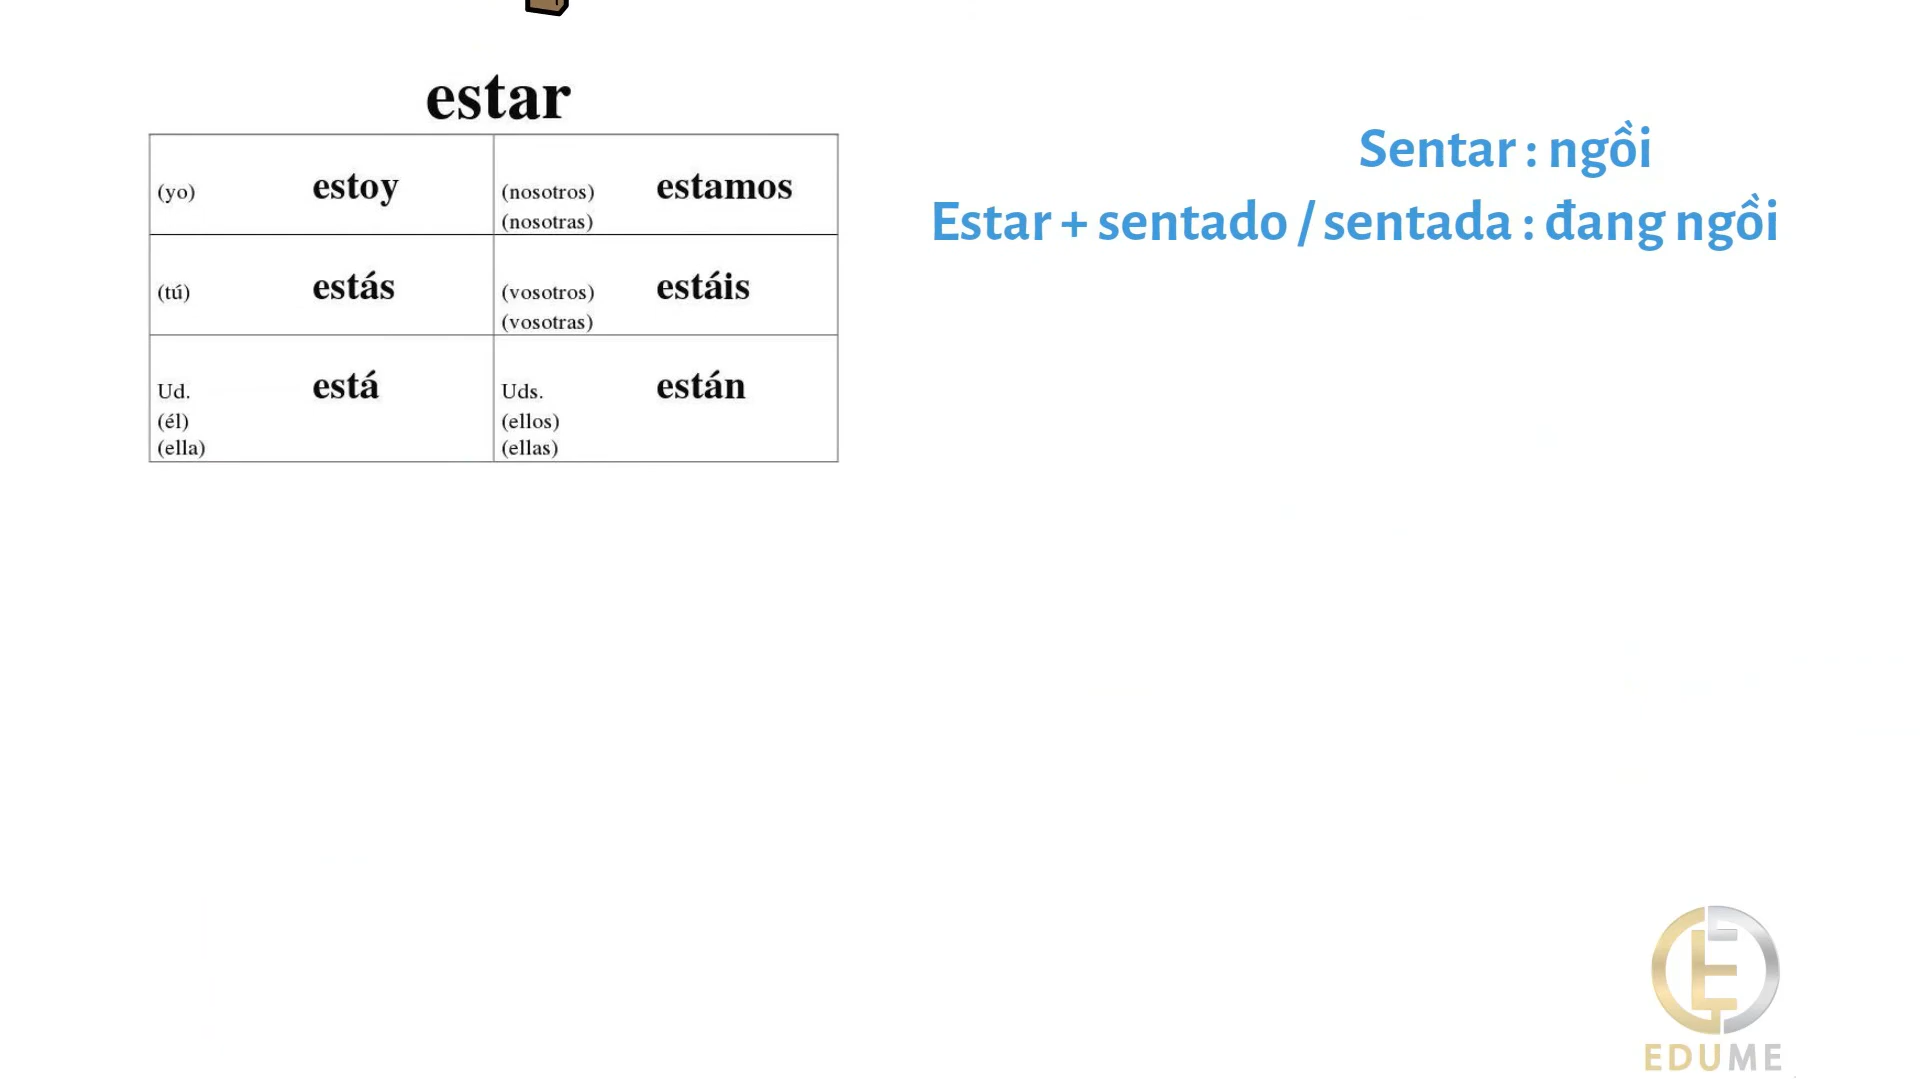 estar
(yo) estoy (nosotros) estamos
(nosotras)
(tú) estás (vosotros) estáis
(vosotras)
Ud. está Uds. están
(él) (ellos)
(ella) (ellas)
Sentar : ngồi
Estar + sentado / sentada : đang ngồi
EDUME